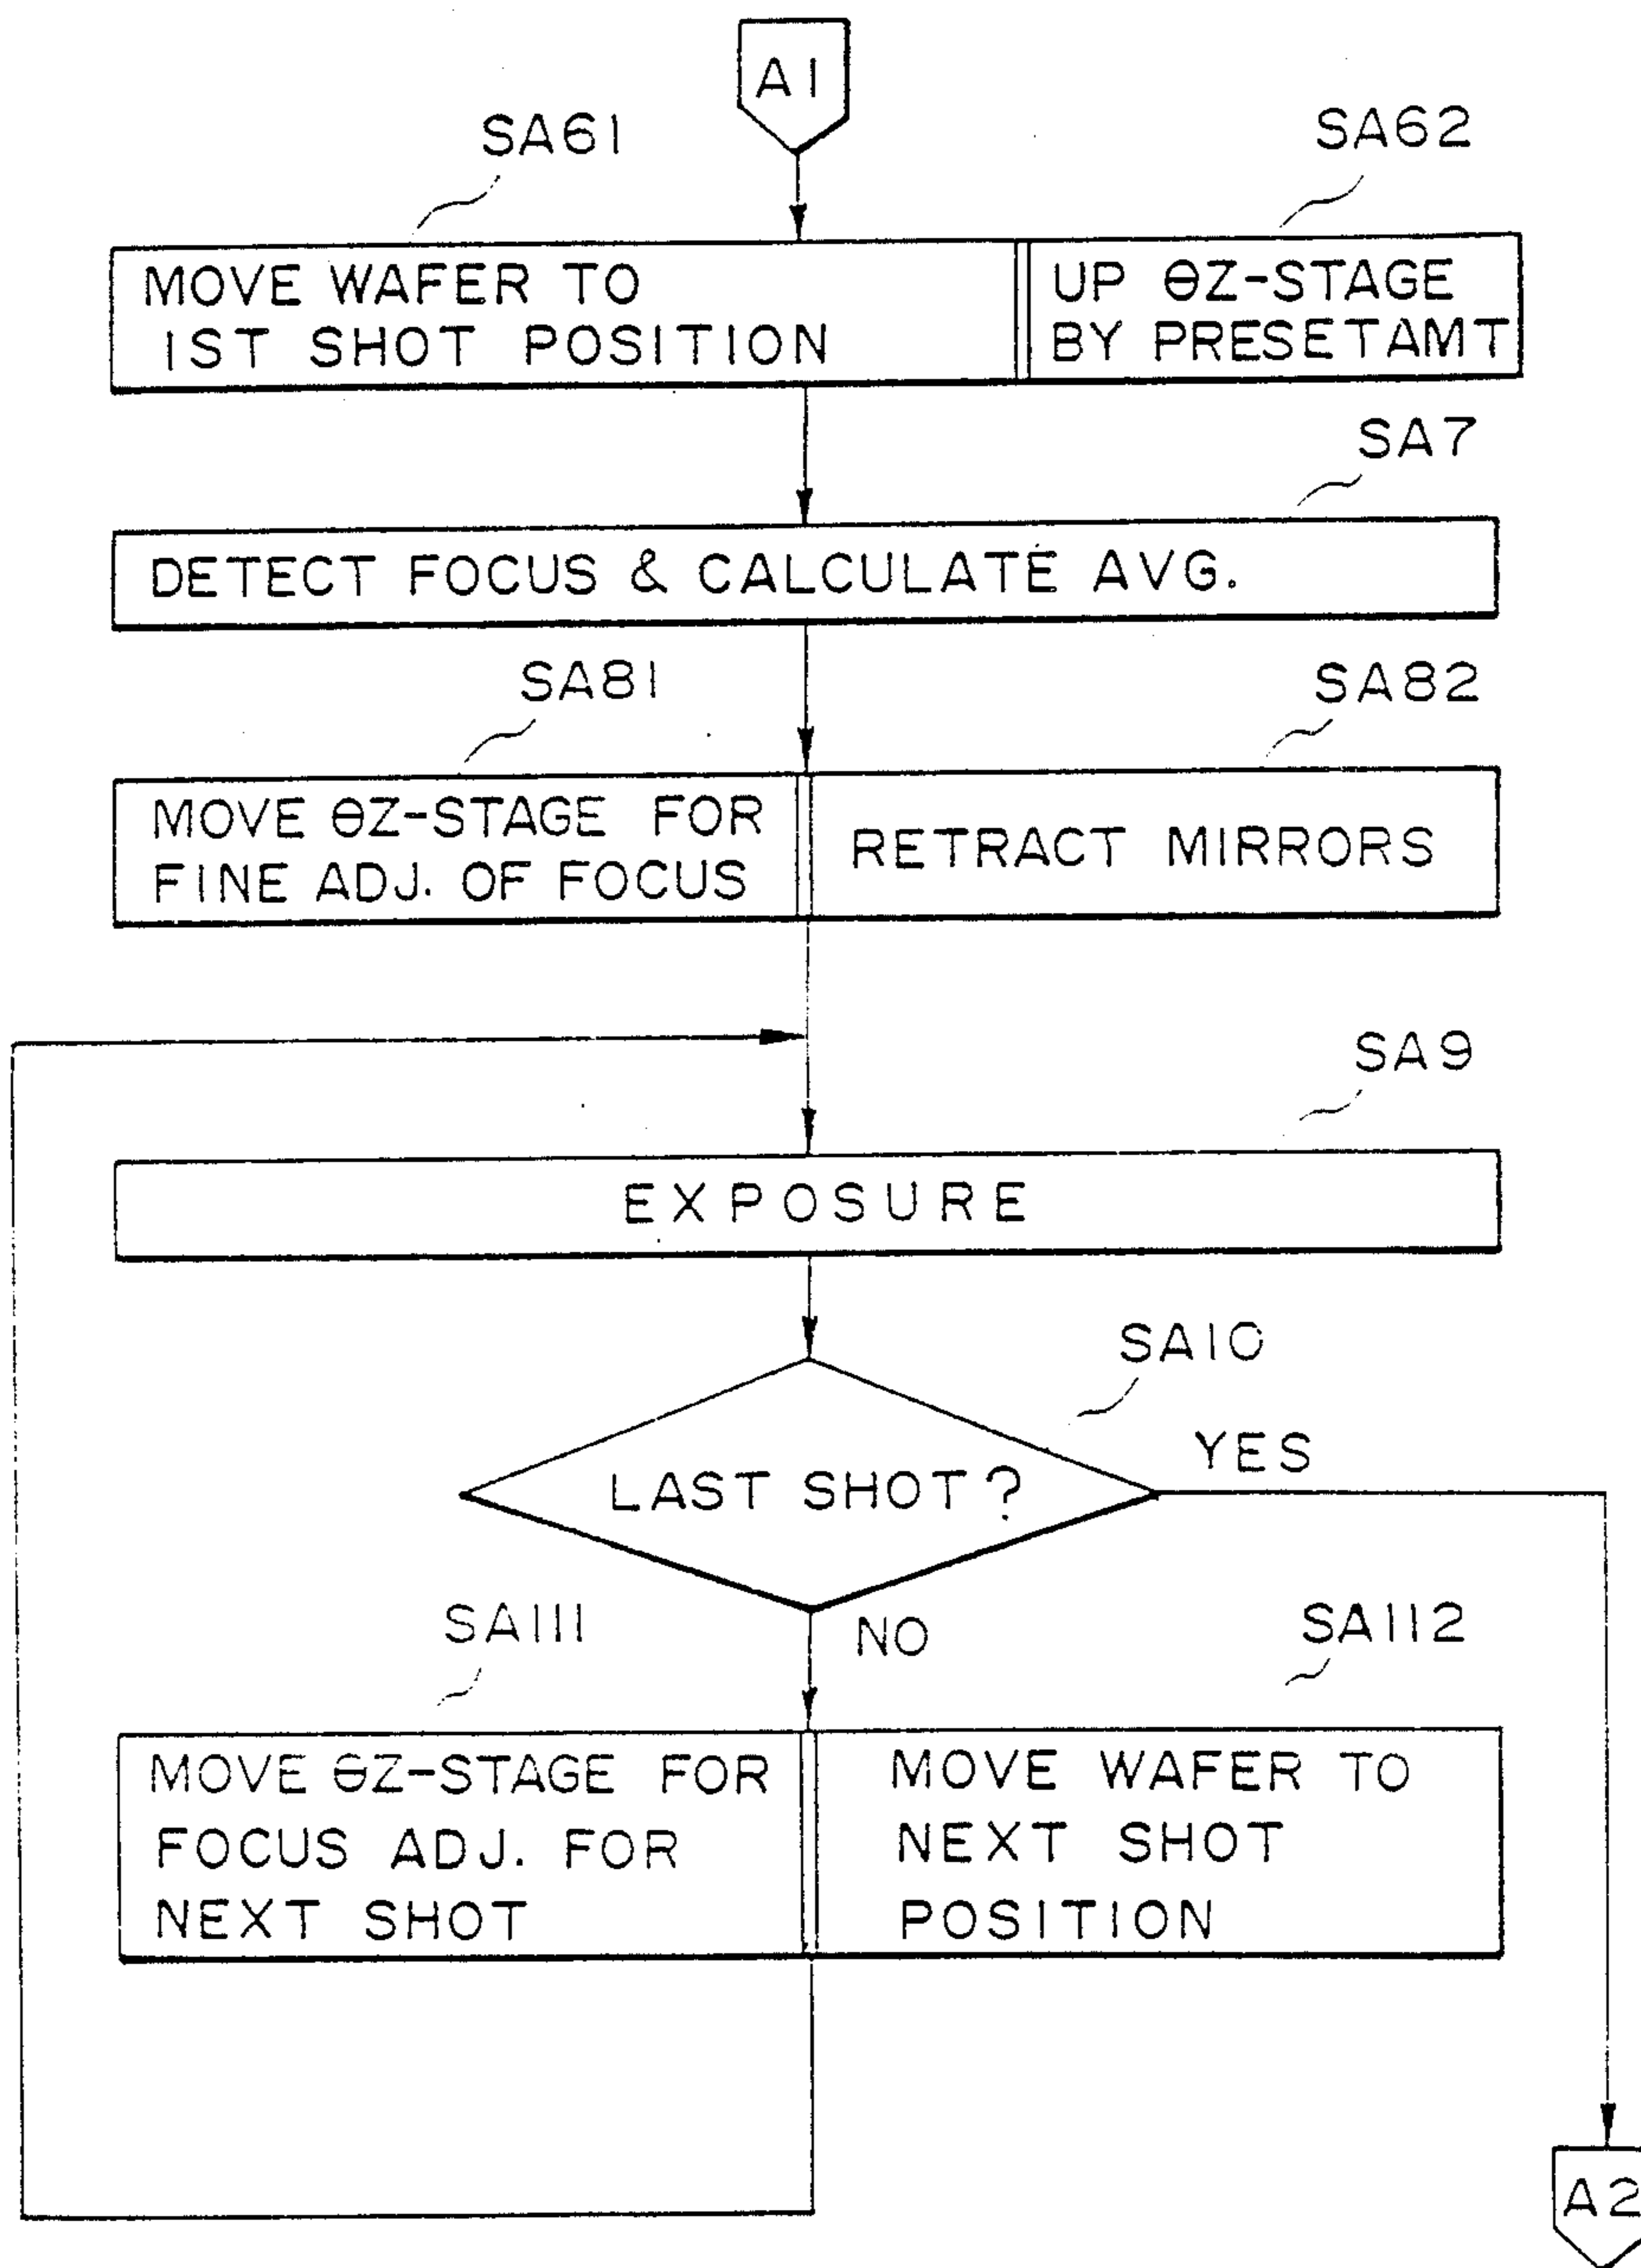 A1
SA61
SA62
MOVE WAFER TO
1ST SHOT POSITION
UP θZ-STAGE
BY PRESETAMT
SA7
DETECT FOCUS & CALCULATE AVG.
SA81
SA82
MOVE θZ-STAGE FOR
FINE ADJ. OF FOCUS
RETRACT MIRRORS
SA9
EXPOSURE
SA10
LAST SHOT?
YES
NO
SA111
SA112
MOVE θZ-STAGE FOR
FOCUS ADJ. FOR
NEXT SHOT
MOVE WAFER TO
NEXT SHOT
POSITION
A2